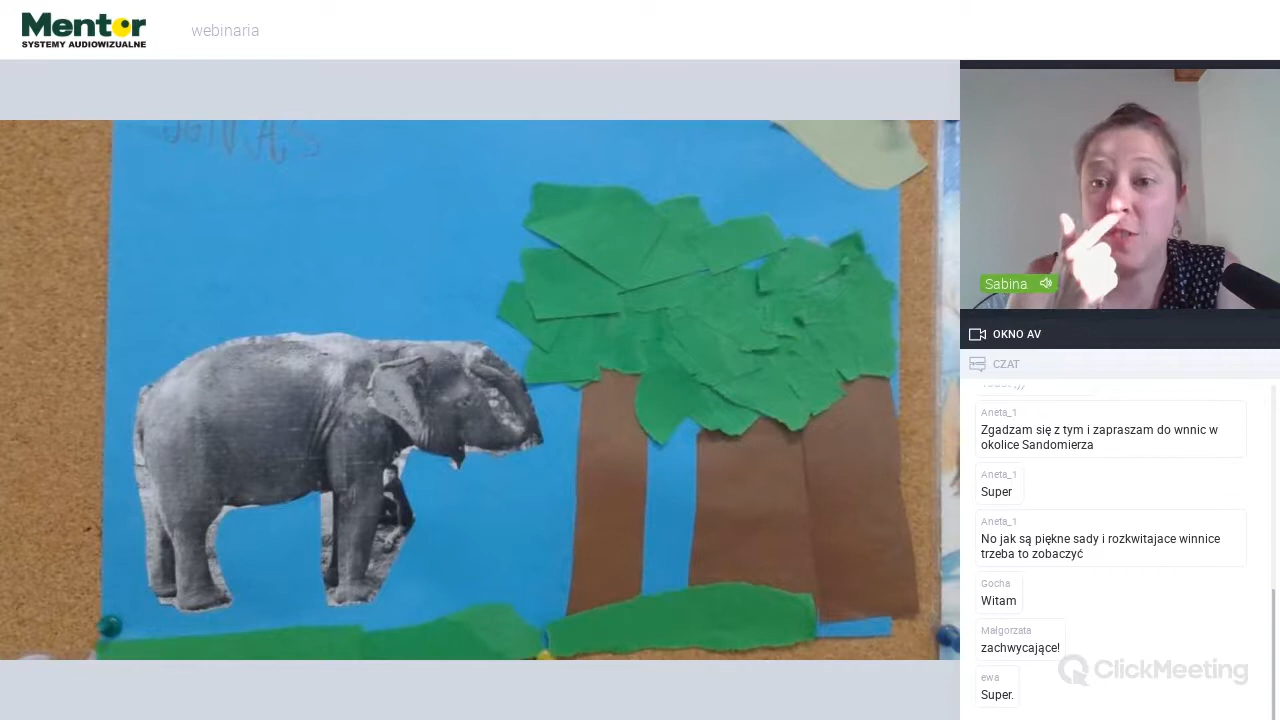 Mentor
SYSTEMY AUDIOWIZUALNE
webinaria
Sabina
OKNO AV
CZAT
Aneta_1
Zgadzam się z tym i zapraszam do wnnic w
okolice Sandomierza
Aneta_1
Super
Aneta_1
No jak są piękne sady i rozkwitajace winnice
trzeba to zobaczyć
Gocha
Witam
Małgorzata
zachwycające!
ewa
Super.
ClickMeeting